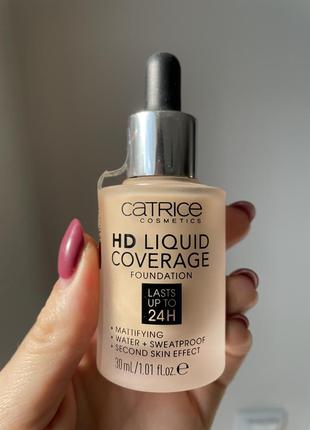 CATRICE
COSMETICS
HD LIQUID
COVERAGE
FOUNDATION
LASTS
UP TO
24H
• MATTIFYING
• WATER + SWEATPROOF
• SECOND SKIN EFFECT
30 mL/1.01 fl.oz.℮